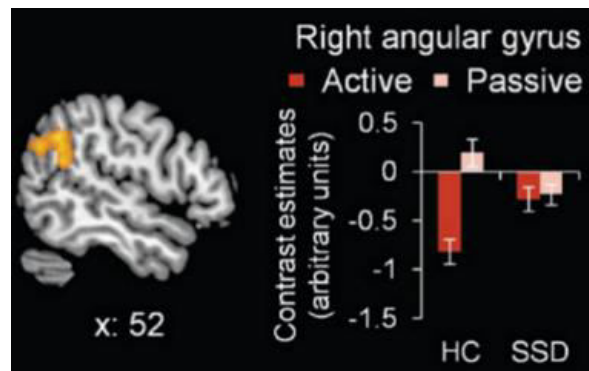 Right angular gyrus
Active Passive
Contrast estimates
(arbitrary units)
0.5
0
-0.5
-1
-1.5
HC SSD
x: 52